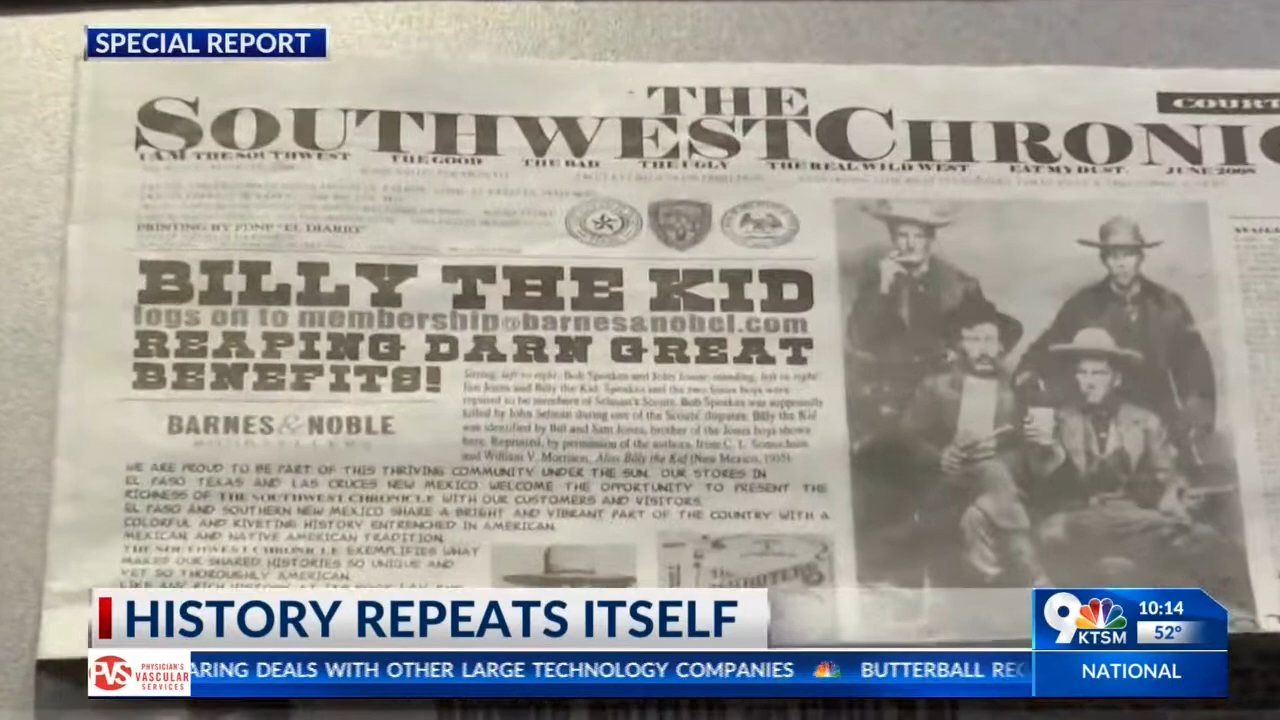 SPECIAL REPORT
THE
SOUTHWEST CHRONIC
COURT
I AM THE SOUTHWEST THE GOOD THE BAD THE UGLY THE REAL WILD WEST EAT MY DUST. JUNE 2008
PRINTING BY PDNP "EL DIARIO"
BILLY THE KID
logs on to membership@barnesanobel.com
REAPING DARN GREAT
BENEFITS!
Sitting, left to right, Bob Speakes and John Jones; standing, left to right
Jim Jones and Billy the Kid. Speakes and the two Jones boys were
reputed to be members of Selman's Scouts. Bob Speakes was supposedly
killed by John Selman during one of the Scouts' disputes. Billy the Kid
was identified by Bill and Sam Jones, brother of the Jones boys shown
here. Reprinted, by permission of the authors, from C. L. Sonnichsen
and William V. Morrison, Alias Billy the Kid (New Mexico, 1955)
BARNES & NOBLE
WE ARE PROUD TO BE PART OF THIS THRIVING COMMUNITY UNDER THE SUN. OUR STORES IN
EL PASO TEXAS AND LAS CRUCES NEW MEXICO WELCOME THE OPPORTUNITY TO PRESENT THE
RICHNESS OF THE SOUTHWEST CHRONICLE WITH OUR CUSTOMERS AND VISITORS.
EL PASO AND SOUTHERN NEW MEXICO SHARE A BRIGHT AND VIBRANT PART OF THE COUNTRY WITH A
COLORFUL AND RIVETING HISTORY ENTRENCHED IN AMERICAN
MEXICAN AND NATIVE AMERICAN TRADITION.
THE SOUTHWEST CHRONICLE EXEMPLIFIES WHAT
MAKES OUR SHARED HISTORIES SO UNIQUE AND
YET SO THOROUGHLY AMERICAN.
HISTORY REPEATS ITSELF
9 KTSM
10:14
52°
PVS PHYSICIAN'S
VASCULAR
SERVICES
ARING DEALS WITH OTHER LARGE TECHNOLOGY COMPANIES BUTTERBALL REC
NATIONAL